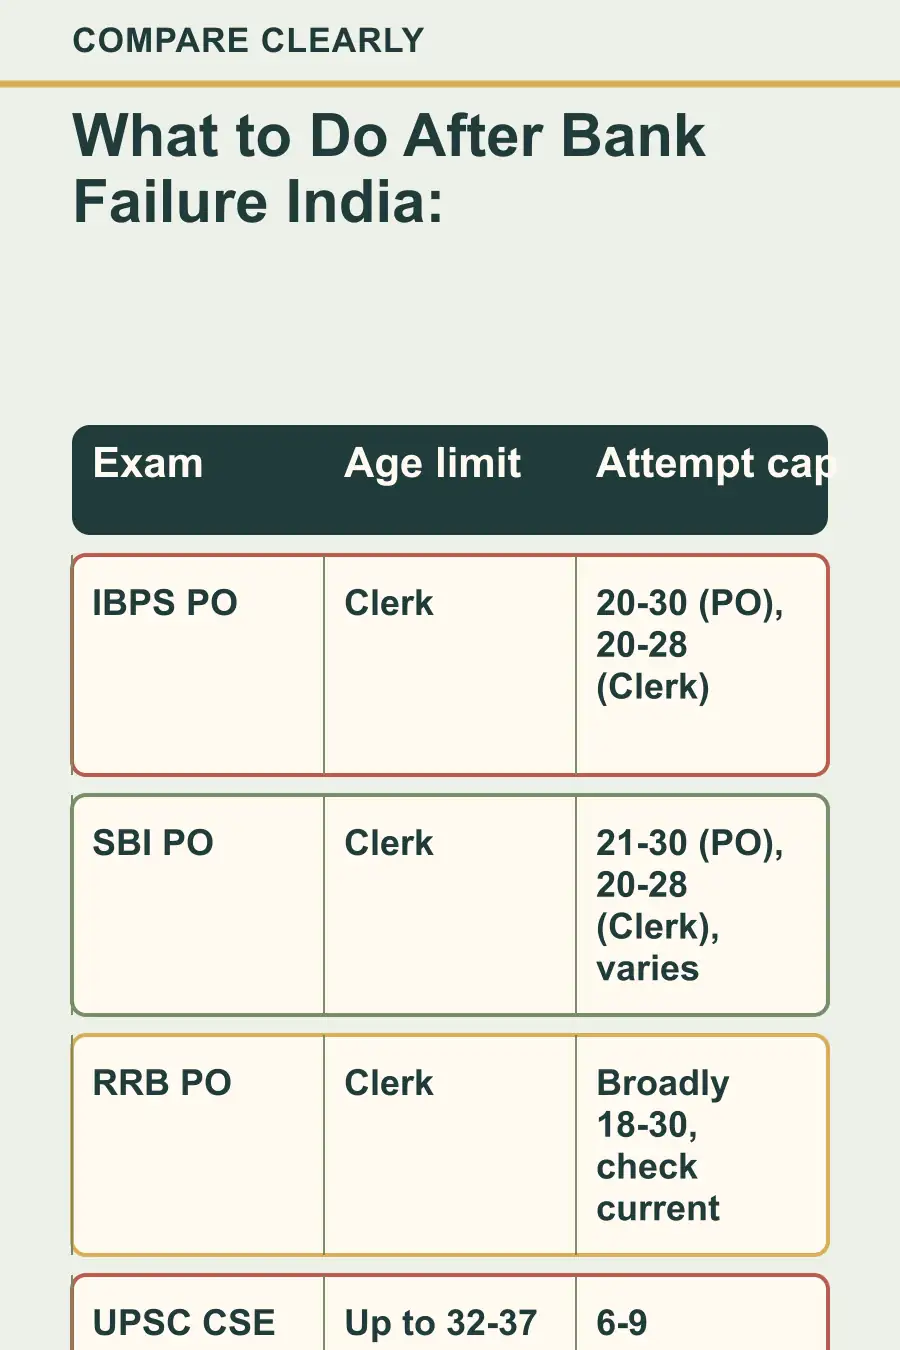 COMPARE CLEARLY
What to Do After Bank
Failure India:
Exam Age limit Attempt cap
IBPS PO Clerk 20-30 (PO),
20-28
(Clerk)
SBI PO Clerk 21-30 (PO),
20-28
(Clerk),
varies
RRB PO Clerk Broadly
18-30,
check
current
UPSC CSE Up to 32-37 6-9